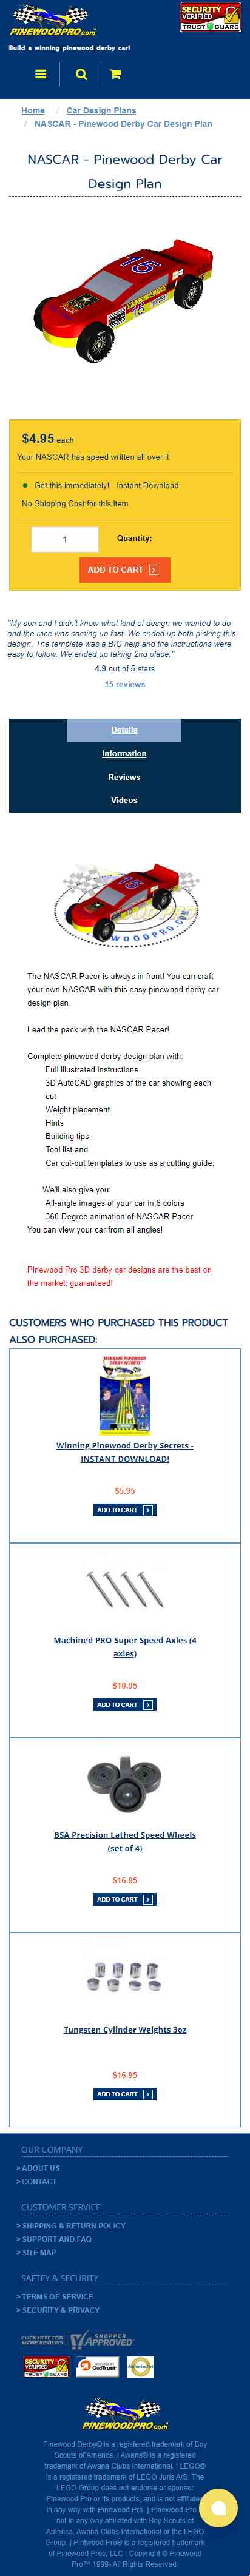 PINEWOODPRO.COM
SECURITY
VERIFIED
TRUST GUARD
Build a winning pinewood derby car!
Home / Car Design Plans
/ NASCAR - Pinewood Derby Car Design Plan
NASCAR - Pinewood Derby Car
Design Plan
15
$4.95 each
Your NASCAR has speed written all over it
Get this immediately! Instant Download
No Shipping Cost for this item
1
Quantity:
ADD TO CART
"My son and I didn't know what kind of design we wanted to do
and the race was coming up fast. We ended up both picking this
design. The template was a BIG help and the instructions were
easy to follow. We ended up taking 2nd place."
4.9 out of 5 stars
15 reviews
Details
Information
Reviews
Videos
The NASCAR Pacer is always in front! You can craft
your own NASCAR with this easy pinewood derby car
design plan.
Lead the pack with the NASCAR Pacer!
Complete pinewood derby design plan with:
Full illustrated instructions
3D AutoCAD graphics of the car showing each
cut
Weight placement
Hints
Building tips
Tool list and
Car cut-out templates to use as a cutting guide.
We'll also give you:
All-angle images of your car in 6 colors
360 Degree animation of NASCAR Pacer
You can view your car from all angles!
Pinewood Pro 3D derby car designs are the best on
the market, guaranteed!
CUSTOMERS WHO PURCHASED THIS PRODUCT
ALSO PURCHASED:
Winning Pinewood Derby Secrets -
INSTANT DOWNLOAD!
$5.95
ADD TO CART
Machined PRO Super Speed Axles (4
axles)
$10.95
ADD TO CART
BSA Precision Lathed Speed Wheels
(set of 4)
$16.95
ADD TO CART
Tungsten Cylinder Weights 3oz
$16.95
ADD TO CART
OUR COMPANY
> ABOUT US
> CONTACT
CUSTOMER SERVICE
> SHIPPING & RETURN POLICY
> SUPPORT AND FAQ
> SITE MAP
SAFTEY & SECURITY
> TERMS OF SERVICE
> SECURITY & PRIVACY
CLICK HERE FOR
MORE REVIEWS
SHOPPER
APPROVED
SECURITY
VERIFIED
TRUST GUARD
GeoTrust
PINEWOODPRO.COM
Pinewood Derby® is a registered trademark of Boy
Scouts of America. | Awana® is a registered
trademark of Awana Clubs International. | LEGO®
is a registered trademark of LEGO Juris A/S. The
LEGO Group does not endorse or sponsor
Pinewood Pro or its products, and is not affiliated
in any way with Pinewood Pro. | Pinewood Pro is
not in any way affiliated with Boy Scouts of
America, Awana Clubs International or the LEGO
Group. | Pintwood Pro® is a registered trademark
of Pinewood Pros, LLC | Copyright © Pinewood
Pro™ 1999- All Rights Reserved.